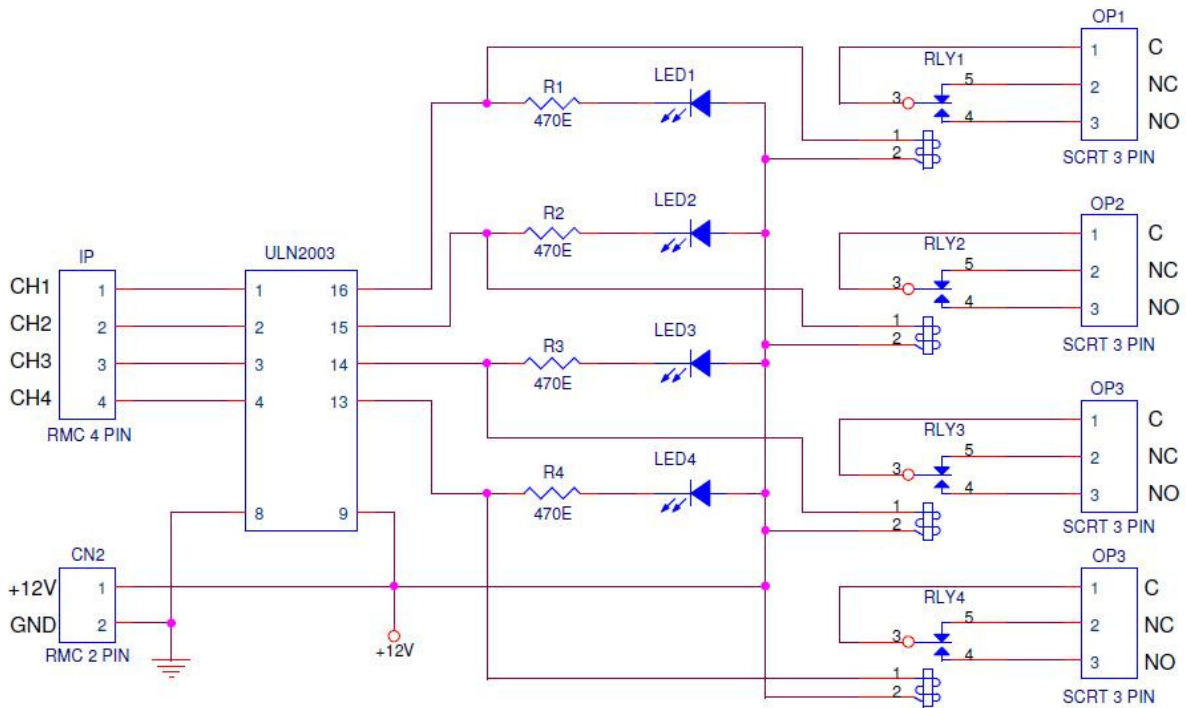 OP1
1 C
2 NC
3 NO
SCRT 3 PIN
RLY1
3 5
4
1
2
R1
470E
LED1
OP2
1 C
2 NC
3 NO
SCRT 3 PIN
RLY2
3 5
4
1
2
R2
470E
LED2
IP
CH1 1
CH2 2
CH3 3
CH4 4
RMC 4 PIN
ULN2003
1 16
2 15
3 14
4 13
8 9
R3
470E
LED3
OP3
1 C
2 NC
3 NO
SCRT 3 PIN
RLY3
3 5
4
1
2
R4
470E
LED4
CN2
+12V 1
GND 2
RMC 2 PIN
+12V
OP3
1 C
2 NC
3 NO
SCRT 3 PIN
RLY4
3 5
4
1
2